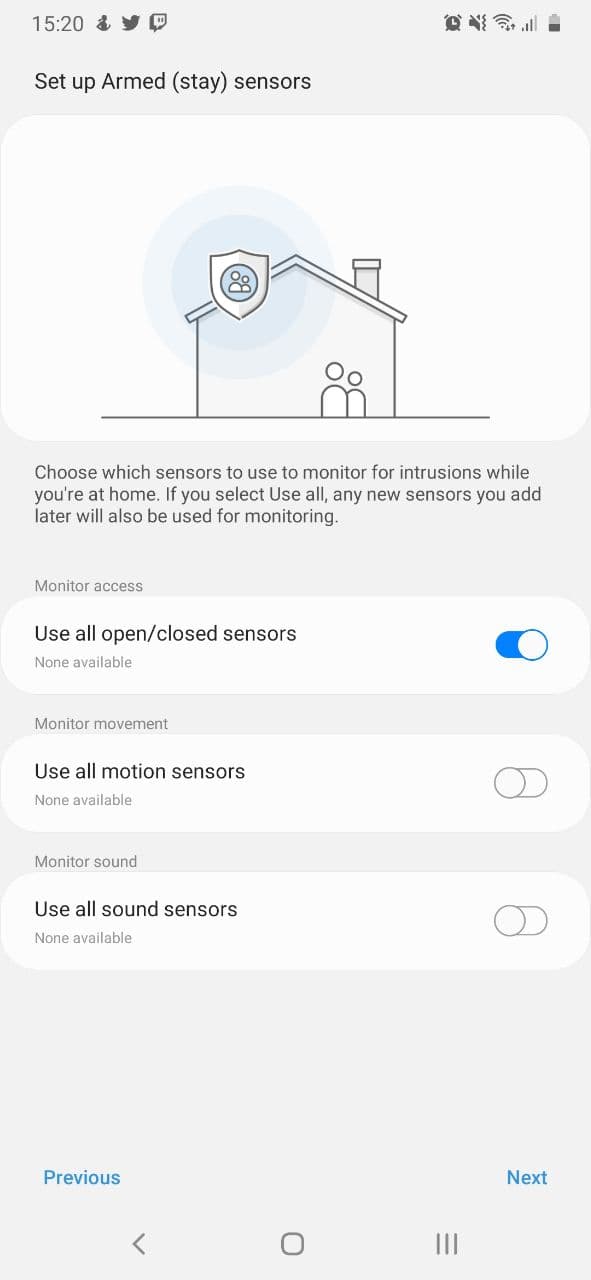 15:20
Set up Armed (stay) sensors
Choose which sensors to use to monitor for intrusions while
you're at home. If you select Use all, any new sensors you add
later will also be used for monitoring.
Monitor access
Use all open/closed sensors
None available
Monitor movement
Use all motion sensors
None available
Monitor sound
Use all sound sensors
None available
Previous
Next